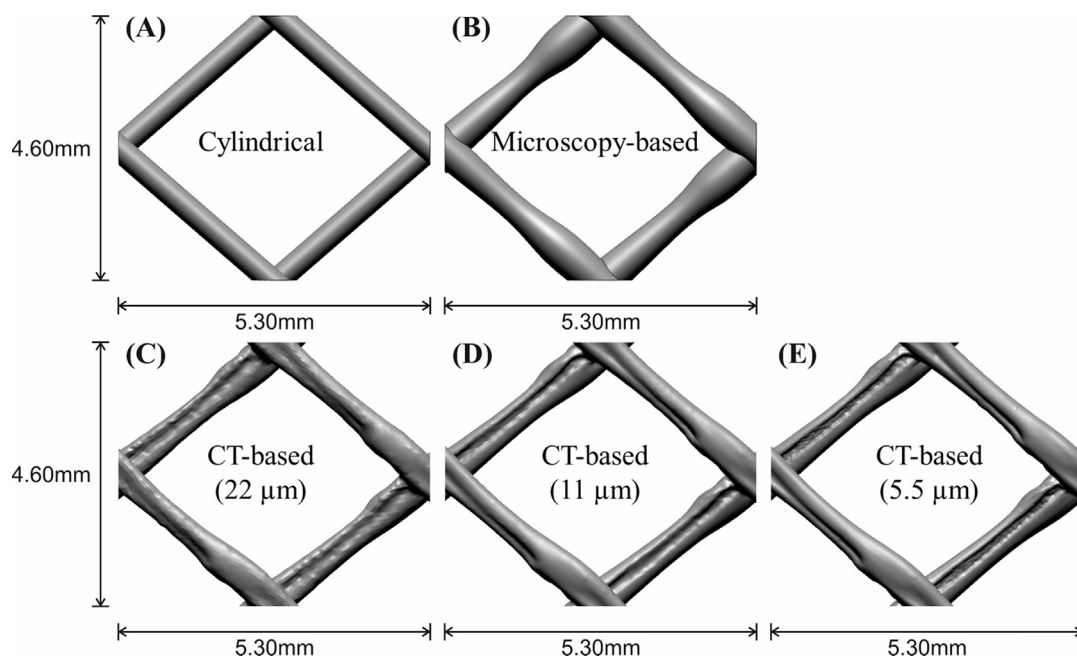 (A)
(B)
4.60mm
Cylindrical
Microscopy-based
5.30mm
5.30mm
(C)
(D)
(E)
4.60mm
CT-based
(22 µm)
CT-based
(11 µm)
CT-based
(5.5 µm)
5.30mm
5.30mm
5.30mm